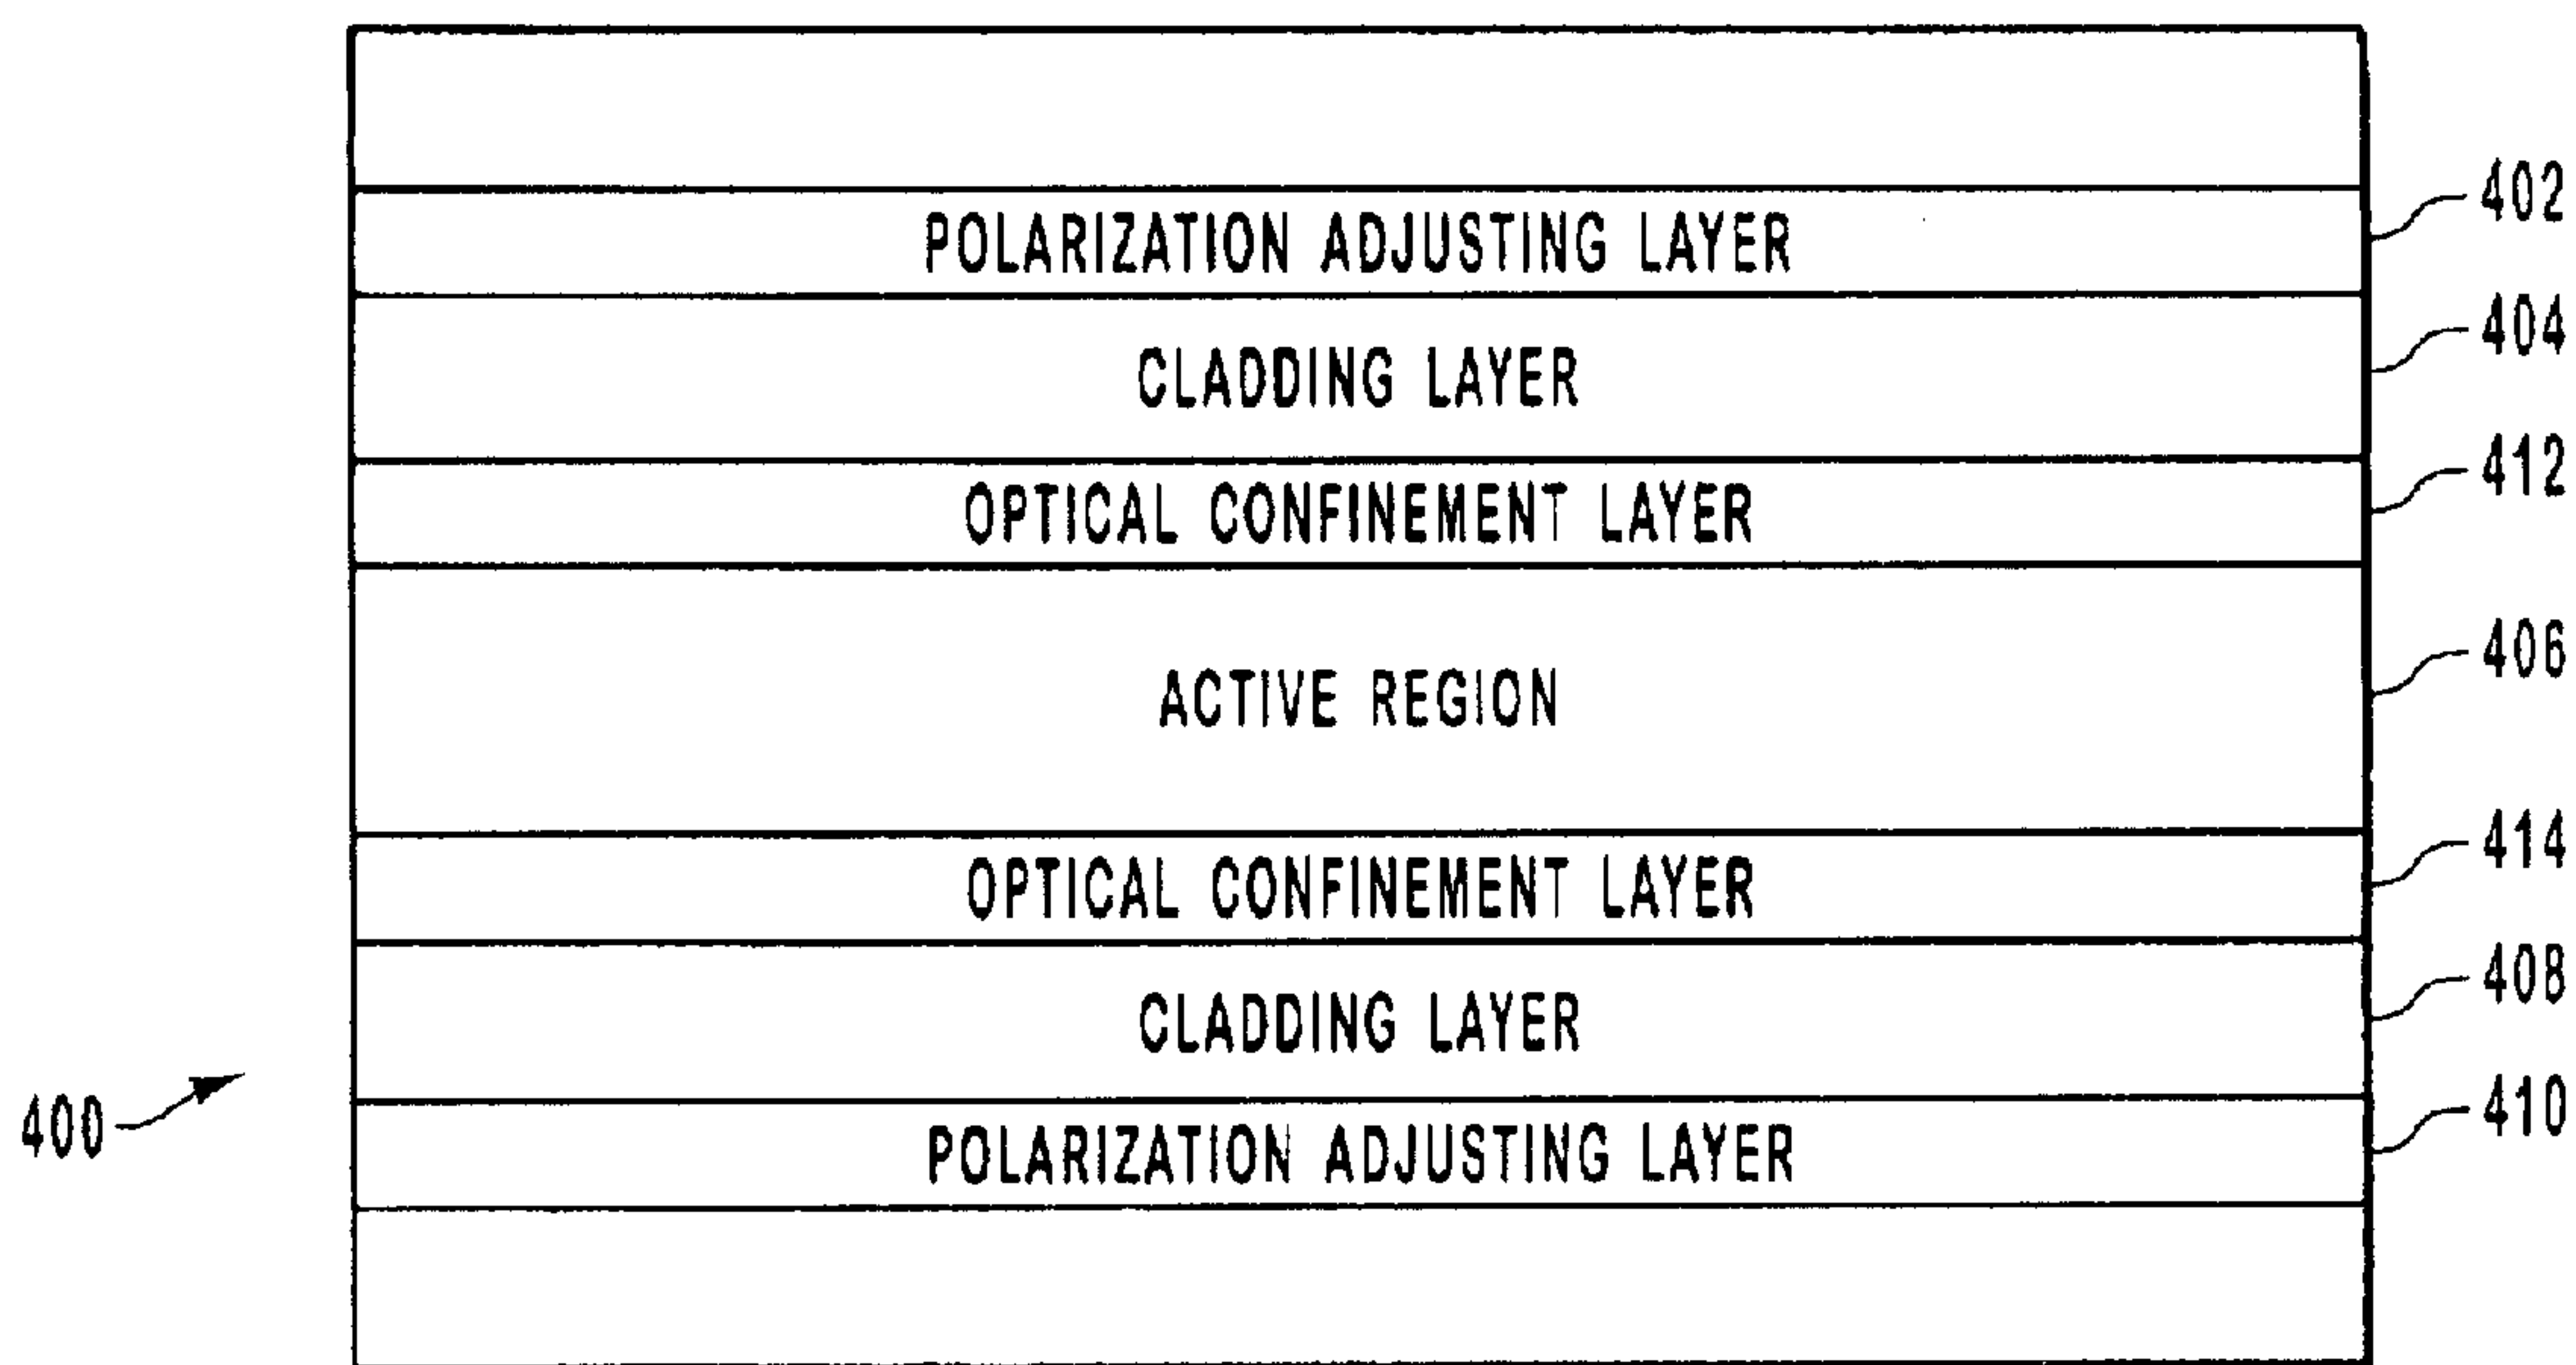 402
POLARIZATION ADJUSTING LAYER
404
CLADDING LAYER
412
OPTICAL CONFINEMENT LAYER
406
ACTIVE REGION
414
OPTICAL CONFINEMENT LAYER
408
CLADDING LAYER
400
410
POLARIZATION ADJUSTING LAYER